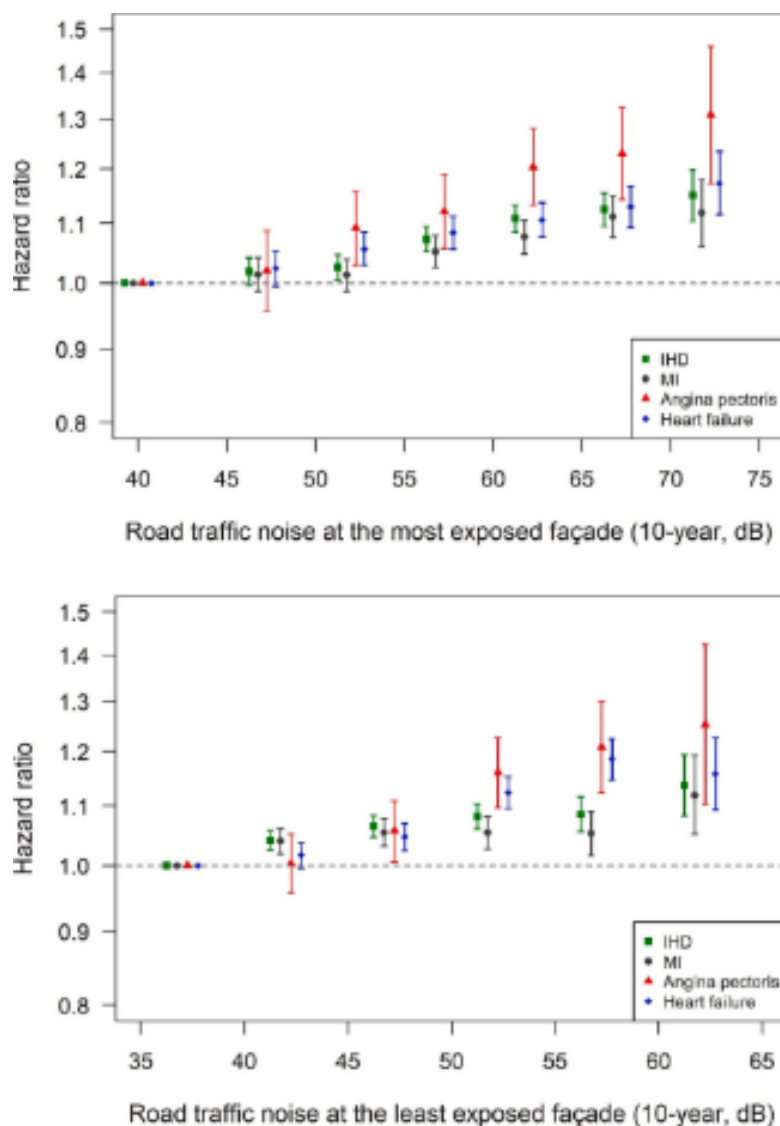 1.5
1.4
1.3
1.2
1.1
1.0
0.9
0.8
Hazard ratio
IHD
MI
Angina pectoris
Heart failure
40 45 50 55 60 65 70 75
Road traffic noise at the most exposed façade (10-year, dB)
1.5
1.4
1.3
1.2
1.1
1.0
0.9
0.8
Hazard ratio
IHD
MI
Angina pectoris
Heart failure
35 40 45 50 55 60 65
Road traffic noise at the least exposed façade (10-year, dB)